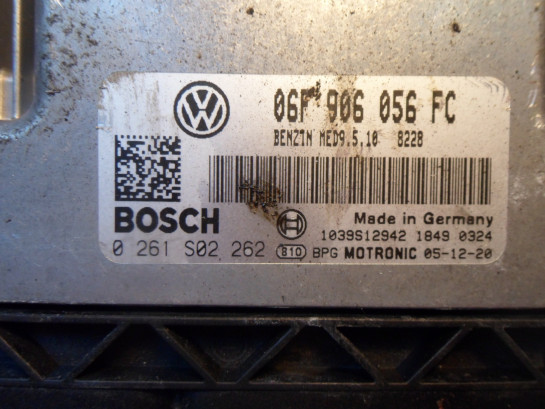 06F 906 056 FC
BENZIN MED9.5.10 8228
BOSCH
Made in Germany
1039S12942 1849 0324
0 261 S02 262 810 BPG MOTRONIC 05-12-20